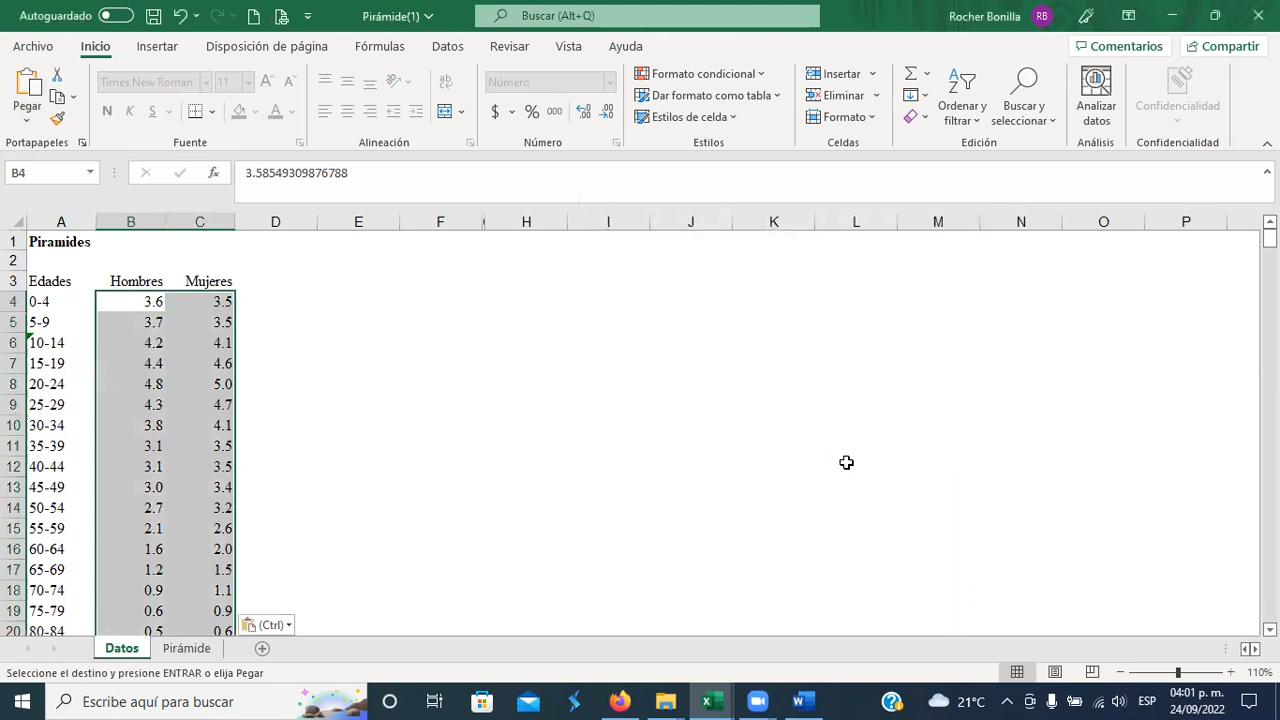 Autoguardado
Pirámide(1)
Buscar (Alt+Q)
Rocher Bonilla
RB
Archivo
Inicio
Insertar
Disposición de página
Fórmulas
Datos
Revisar
Vista
Ayuda
Comentarios
Compartir
Pegar
Times New Roman
11
A^
A
N K S
ab
Número
$ % 000
Formato condicional
Dar formato como tabla
Estilos de celda
Insertar
Eliminar
Formato
Ordenar y filtrar
Buscar y seleccionar
Analizar datos
Confidencialidad
Portapapeles
Fuente
Alineación
Número
Estilos
Celdas
Edición
Análisis
Confidencialidad
B4
fx
3.58549309876788
A B C D E F H I J K L M N O P
1 Piramides
2
3 Edades Hombres Mujeres
4 0-4 3.6 3.5
5 5-9 3.7 3.5
6 10-14 4.2 4.1
7 15-19 4.4 4.6
8 20-24 4.8 5.0
9 25-29 4.3 4.7
10 30-34 3.8 4.1
11 35-39 3.1 3.5
12 40-44 3.1 3.5
13 45-49 3.0 3.4
14 50-54 2.7 3.2
15 55-59 2.1 2.6
16 60-64 1.6 2.0
17 65-69 1.2 1.5
18 70-74 0.9 1.1
19 75-79 0.6 0.9
20 80-84 0.5 0.6
(Ctrl)
Datos
Pirámide
Seleccione el destino y presione ENTRAR o elija Pegar
110%
Escribe aquí para buscar
21°C
ESP
04:01 p. m.
24/09/2022